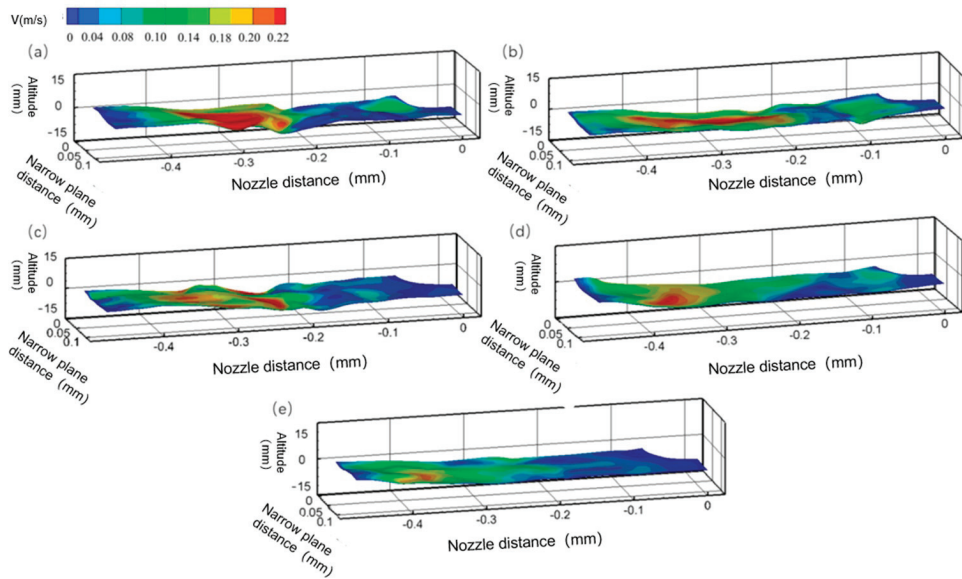 V(m/s)
0 0.04 0.08 0.10 0.14 0.18 0.20 0.22
(a)
15
0
-15
Altitude
(mm)
0
0.05
0.1
Narrow plane
distance (mm)
-0.4 -0.3 -0.2 -0.1 0
Nozzle distance (mm)
(b)
15
0
-15
Altitude
(mm)
0
0.05
0.1
Narrow plane
distance (mm)
-0.4 -0.3 -0.2 -0.1 0
Nozzle distance (mm)
(c)
15
0
-15
Altitude
(mm)
0
0.05
0.1
Narrow plane
distance (mm)
-0.4 -0.3 -0.2 -0.1 0
Nozzle distance (mm)
(d)
15
0
-15
Altitude
(mm)
0
0.05
0.1
Narrow plane
distance (mm)
-0.4 -0.3 -0.2 -0.1 0
Nozzle distance (mm)
(e)
15
0
-15
Altitude
(mm)
0
0.05
0.1
Narrow plane
distance (mm)
-0.4 -0.3 -0.2 -0.1 0
Nozzle distance (mm)